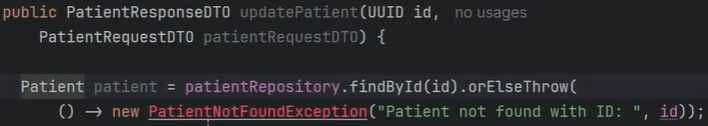 public PatientResponseDTO updatePatient(UUID id, no usages
PatientRequestDTO patientRequestDTO) {
Patient patient = patientRepository.findById(id).orElseThrow(
() -> new PatientNotFoundException("Patient not found with ID: ", id));